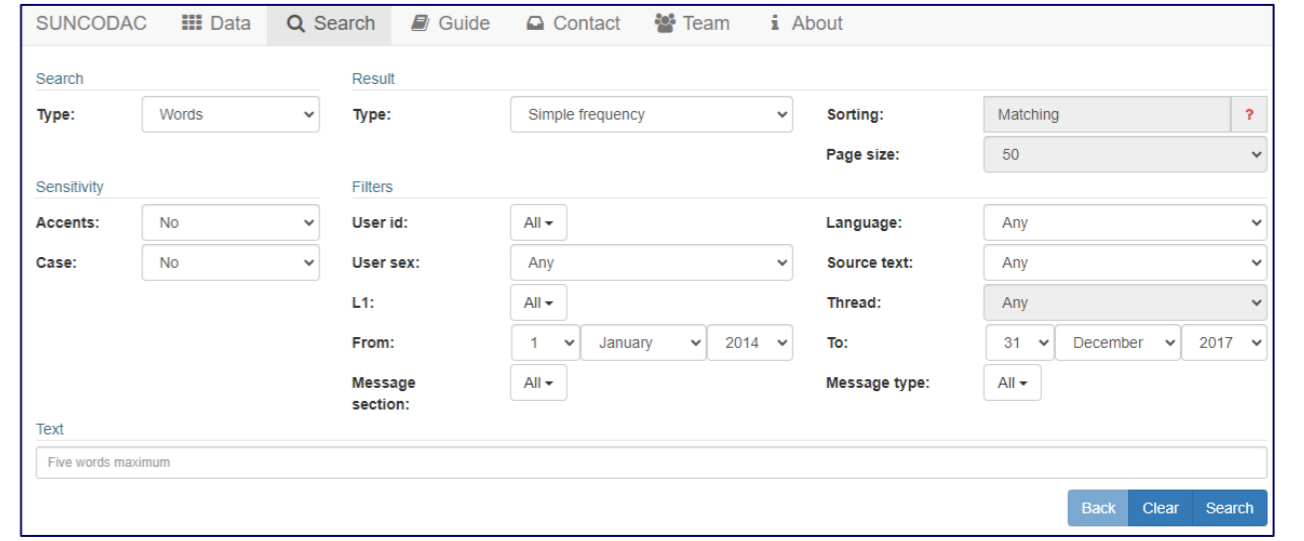 SUNCODAC Data Search Guide Contact Team About
Search Result
Type: Words Type: Simple frequency Sorting: Matching ?
Page size: 50
Sensitivity Filters
Accents: No User id: All Language: Any
Case: No User sex: Any Source text: Any
L1: All Thread: Any
From: 1 January 2014 To: 31 December 2017
Message section: All Message type: All
Text
Five words maximum
Back Clear Search